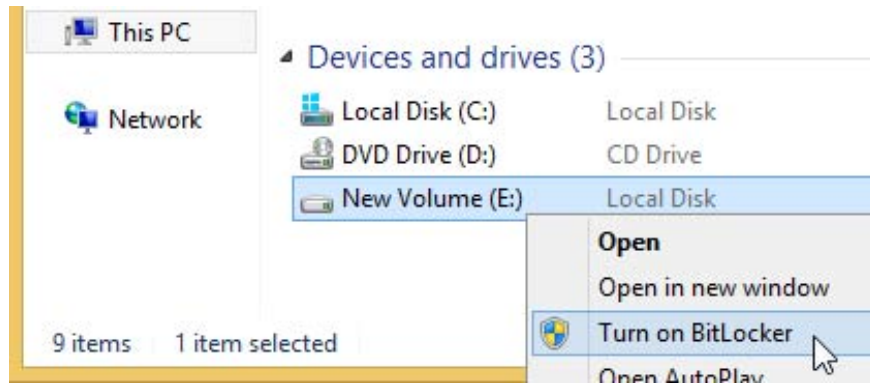 This PC
Devices and drives (3)
Network
Local Disk (C:) Local Disk
DVD Drive (D:) CD Drive
New Volume (E:) Local Disk
Open
Open in new window
Turn on BitLocker
Open AutoPlay
9 items 1 item selected